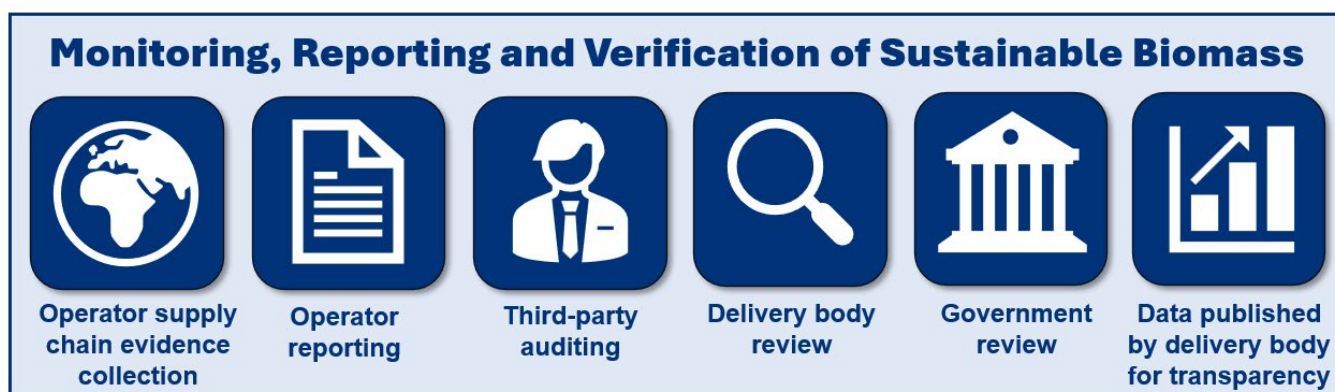 Monitoring, Reporting and Verification of Sustainable Biomass
Operator supply
chain evidence
collection
Operator
reporting
Third-party
auditing
Delivery body
review
Government
review
Data published
by delivery body
for transparency